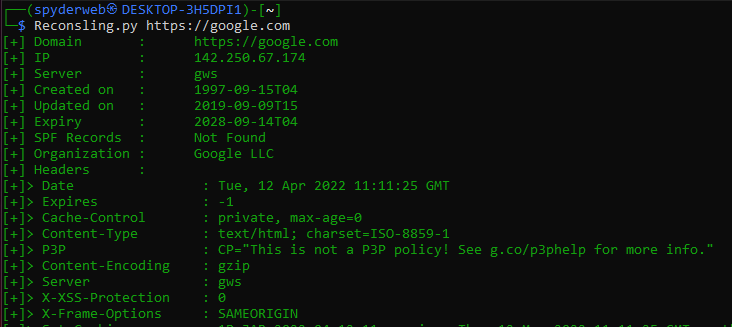 (spyderweb㉿DESKTOP-3H5DPI1)-[~]
$ Reconsling.py https://google.com
[+] Domain : https://google.com
[+] IP : 142.250.67.174
[+] Server : gws
[+] Created on : 1997-09-15T04
[+] Updated on : 2019-09-09T15
[+] Expiry : 2028-09-14T04
[+] SPF Records : Not Found
[+] Organization : Google LLC
[+] Headers :
[+]> Date : Tue, 12 Apr 2022 11:11:25 GMT
[+]> Expires : -1
[+]> Cache-Control : private, max-age=0
[+]> Content-Type : text/html; charset=ISO-8859-1
[+]> P3P : CP="This is not a P3P policy! See g.co/p3phelp for more info."
[+]> Content-Encoding : gzip
[+]> Server : gws
[+]> X-XSS-Protection : 0
[+]> X-Frame-Options : SAMEORIGIN